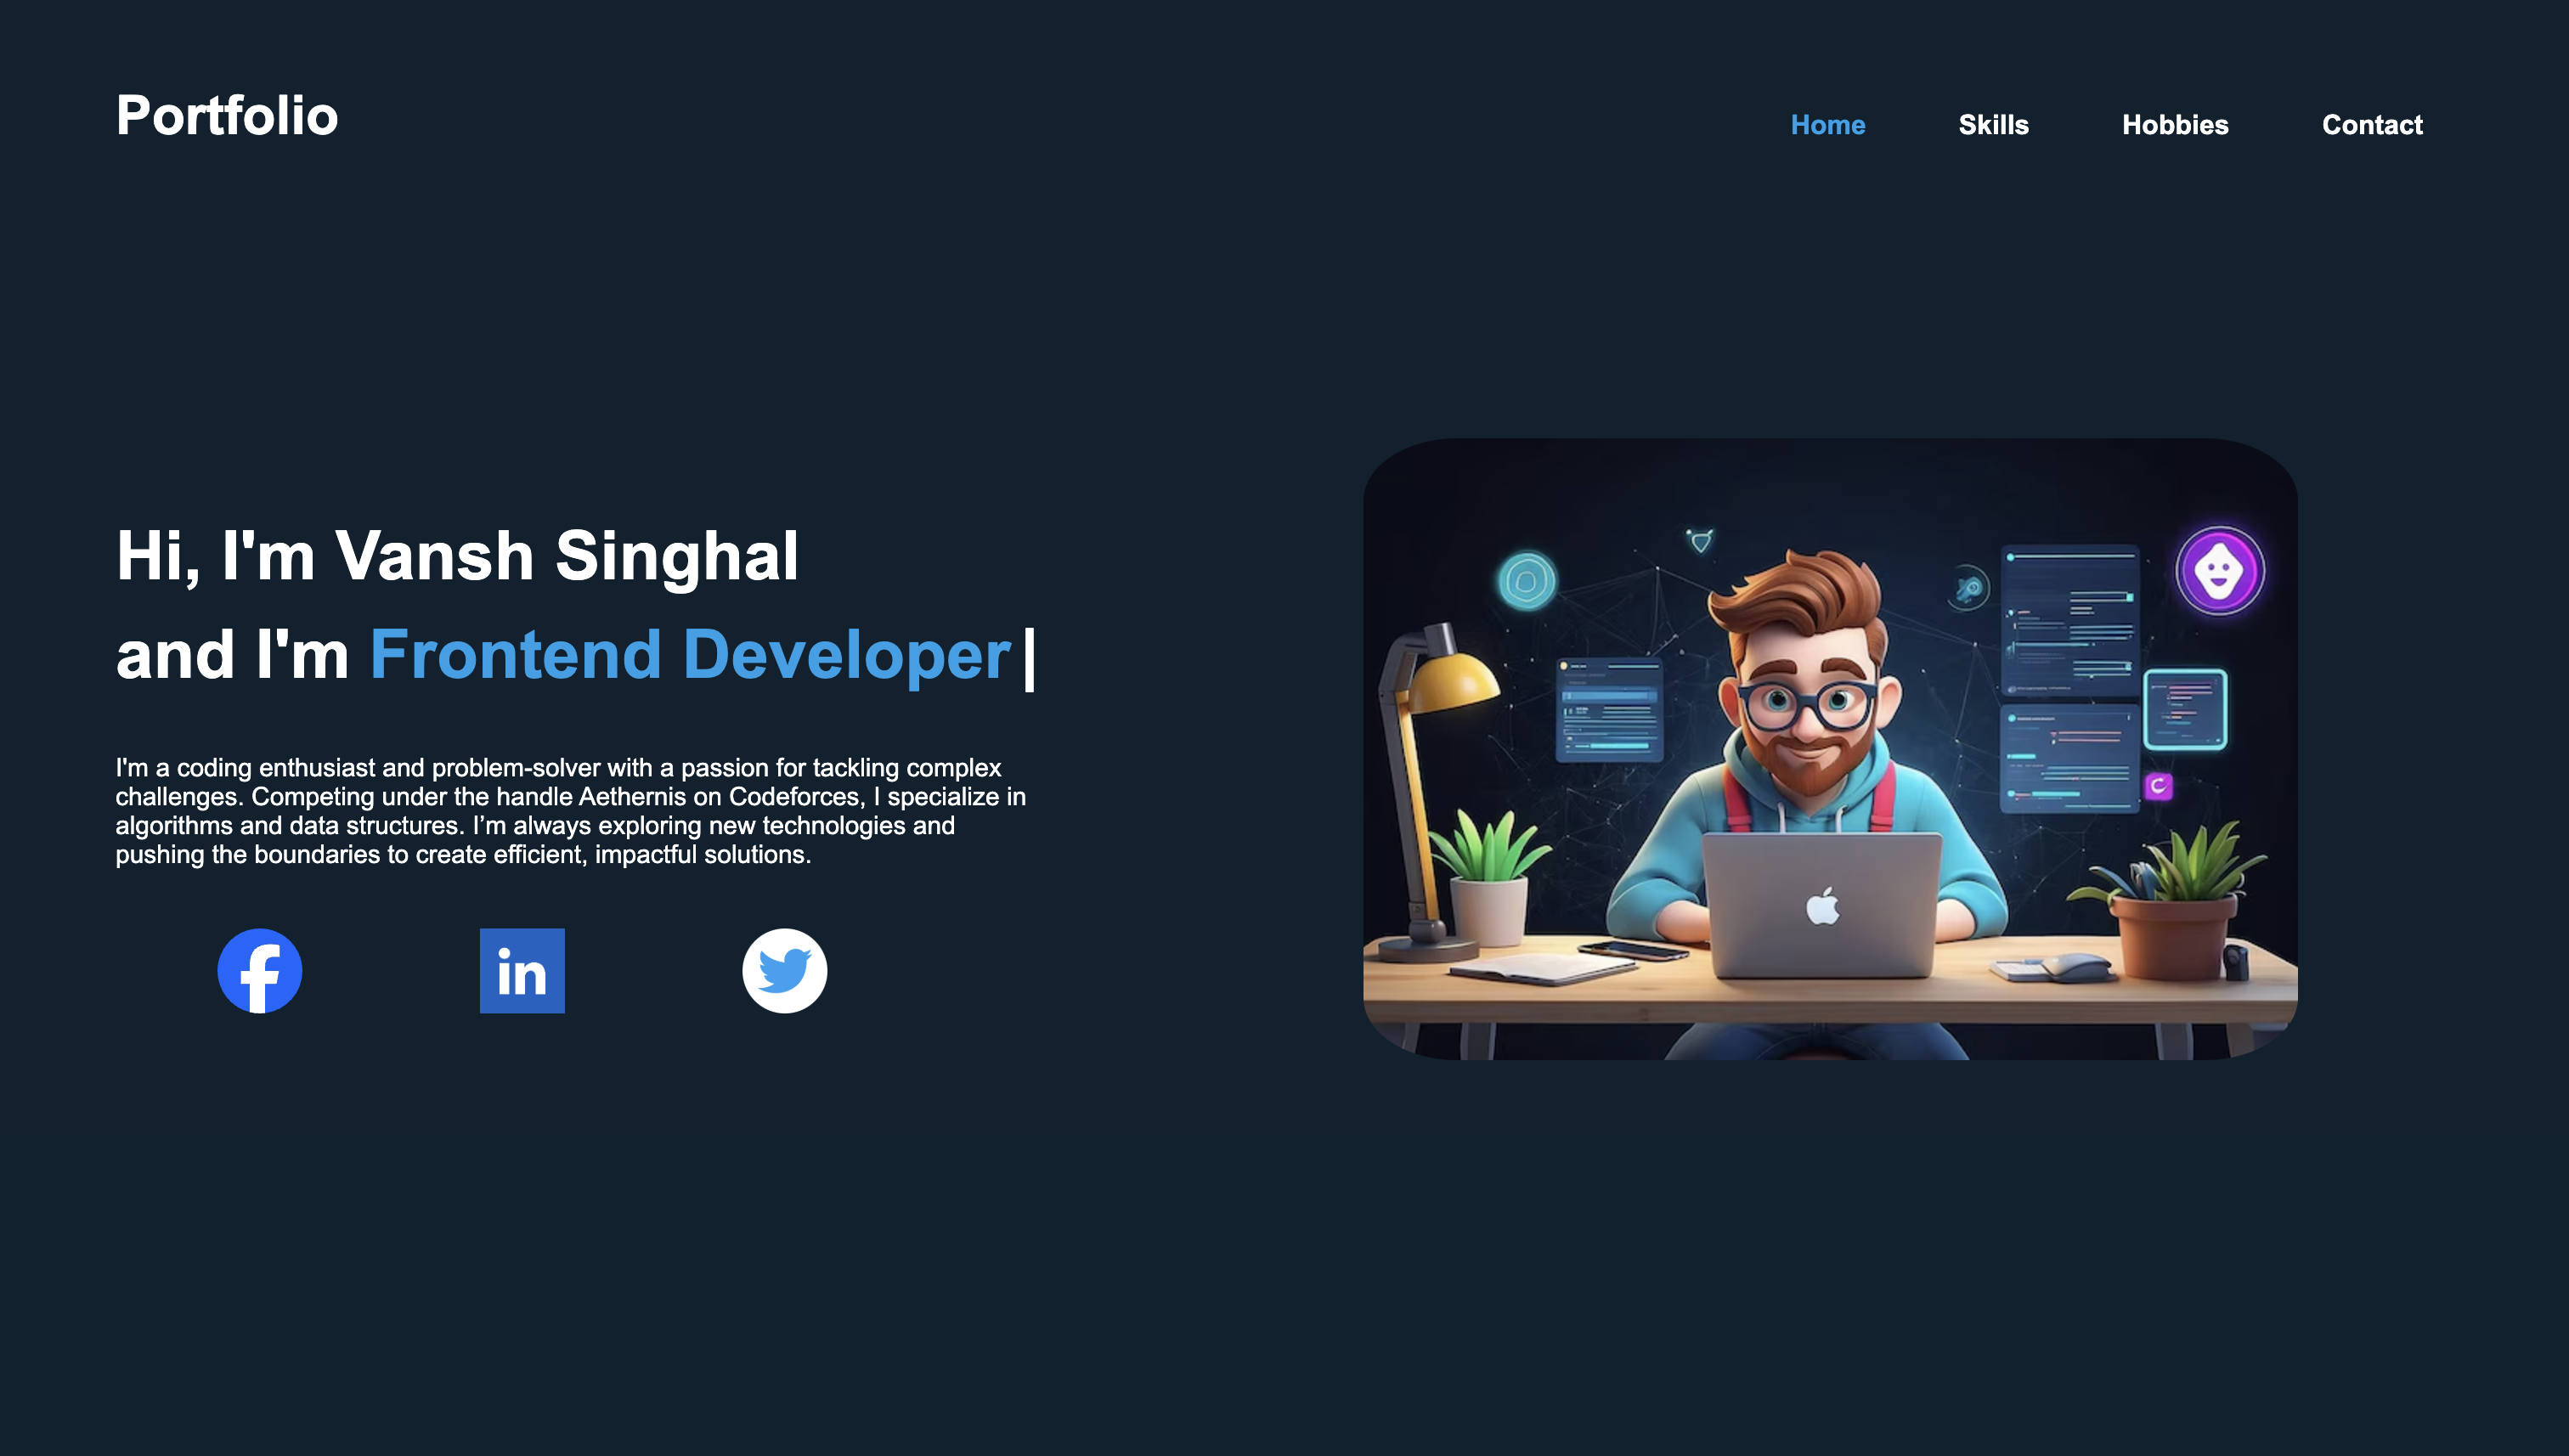 Portfolio
Home Skills Hobbies Contact
Hi, I'm Vansh Singhal
and I'm Frontend Developer|
I'm a coding enthusiast and problem-solver with a passion for tackling complex
challenges. Competing under the handle Aethernis on Codeforces, I specialize in
algorithms and data structures. I’m always exploring new technologies and
pushing the boundaries to create efficient, impactful solutions.
in